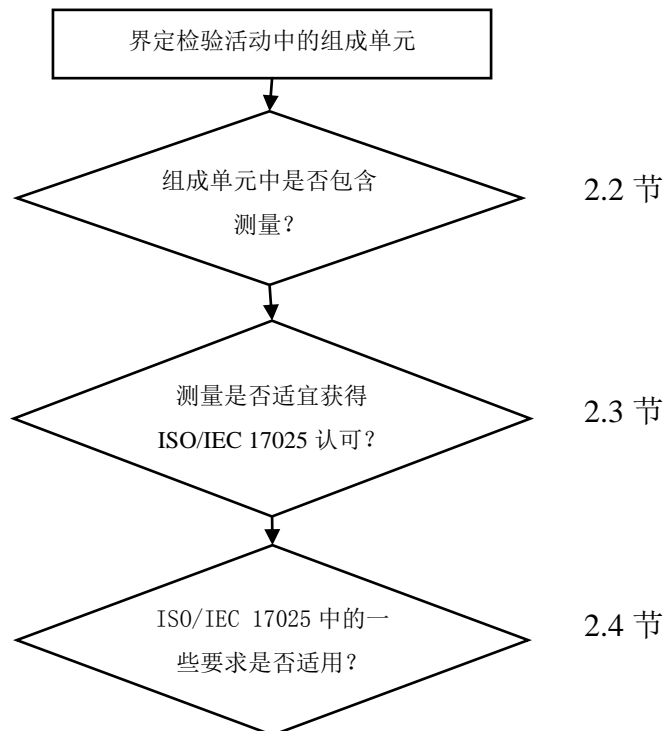 界定检验活动中的组成单元
组成单元中是否包含
测量？
2.2 节
测量是否适宜获得
ISO/IEC 17025 认可？
2.3 节
ISO/IEC 17025 中的一
些要求是否适用？
2.4 节